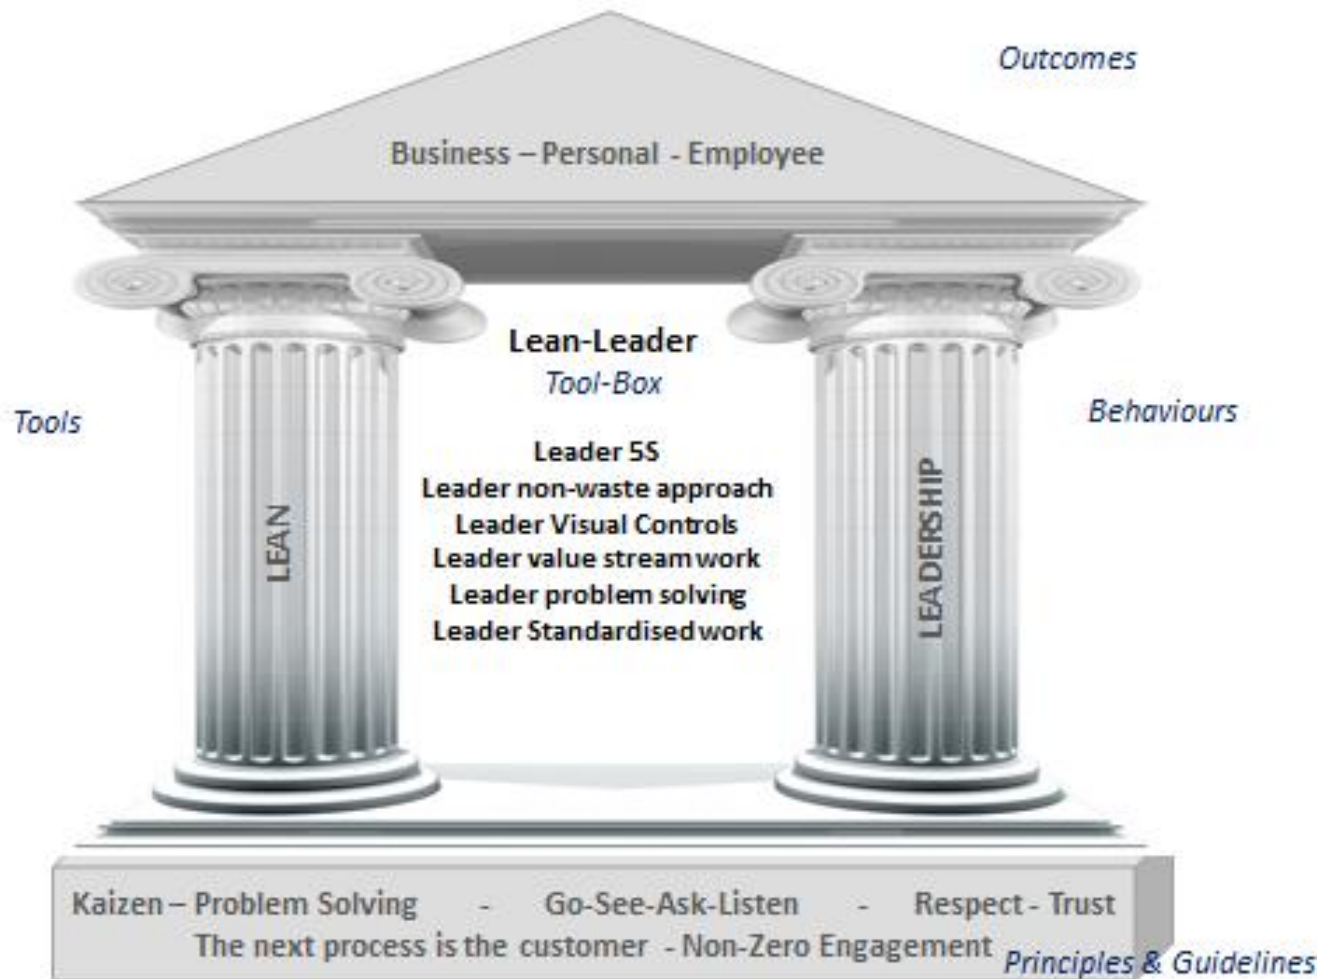 Outcomes
Business – Personal - Employee
Lean-Leader
Tool-Box
Tools
Behaviours
Leader 5S
Leader non-waste approach
Leader Visual Controls
Leader value stream work
Leader problem solving
Leader Standardised work
LEAN
LEADERSHIP
Kaizen – Problem Solving - Go-See-Ask-Listen - Respect - Trust
The next process is the customer - Non-Zero Engagement
Principles & Guidelines